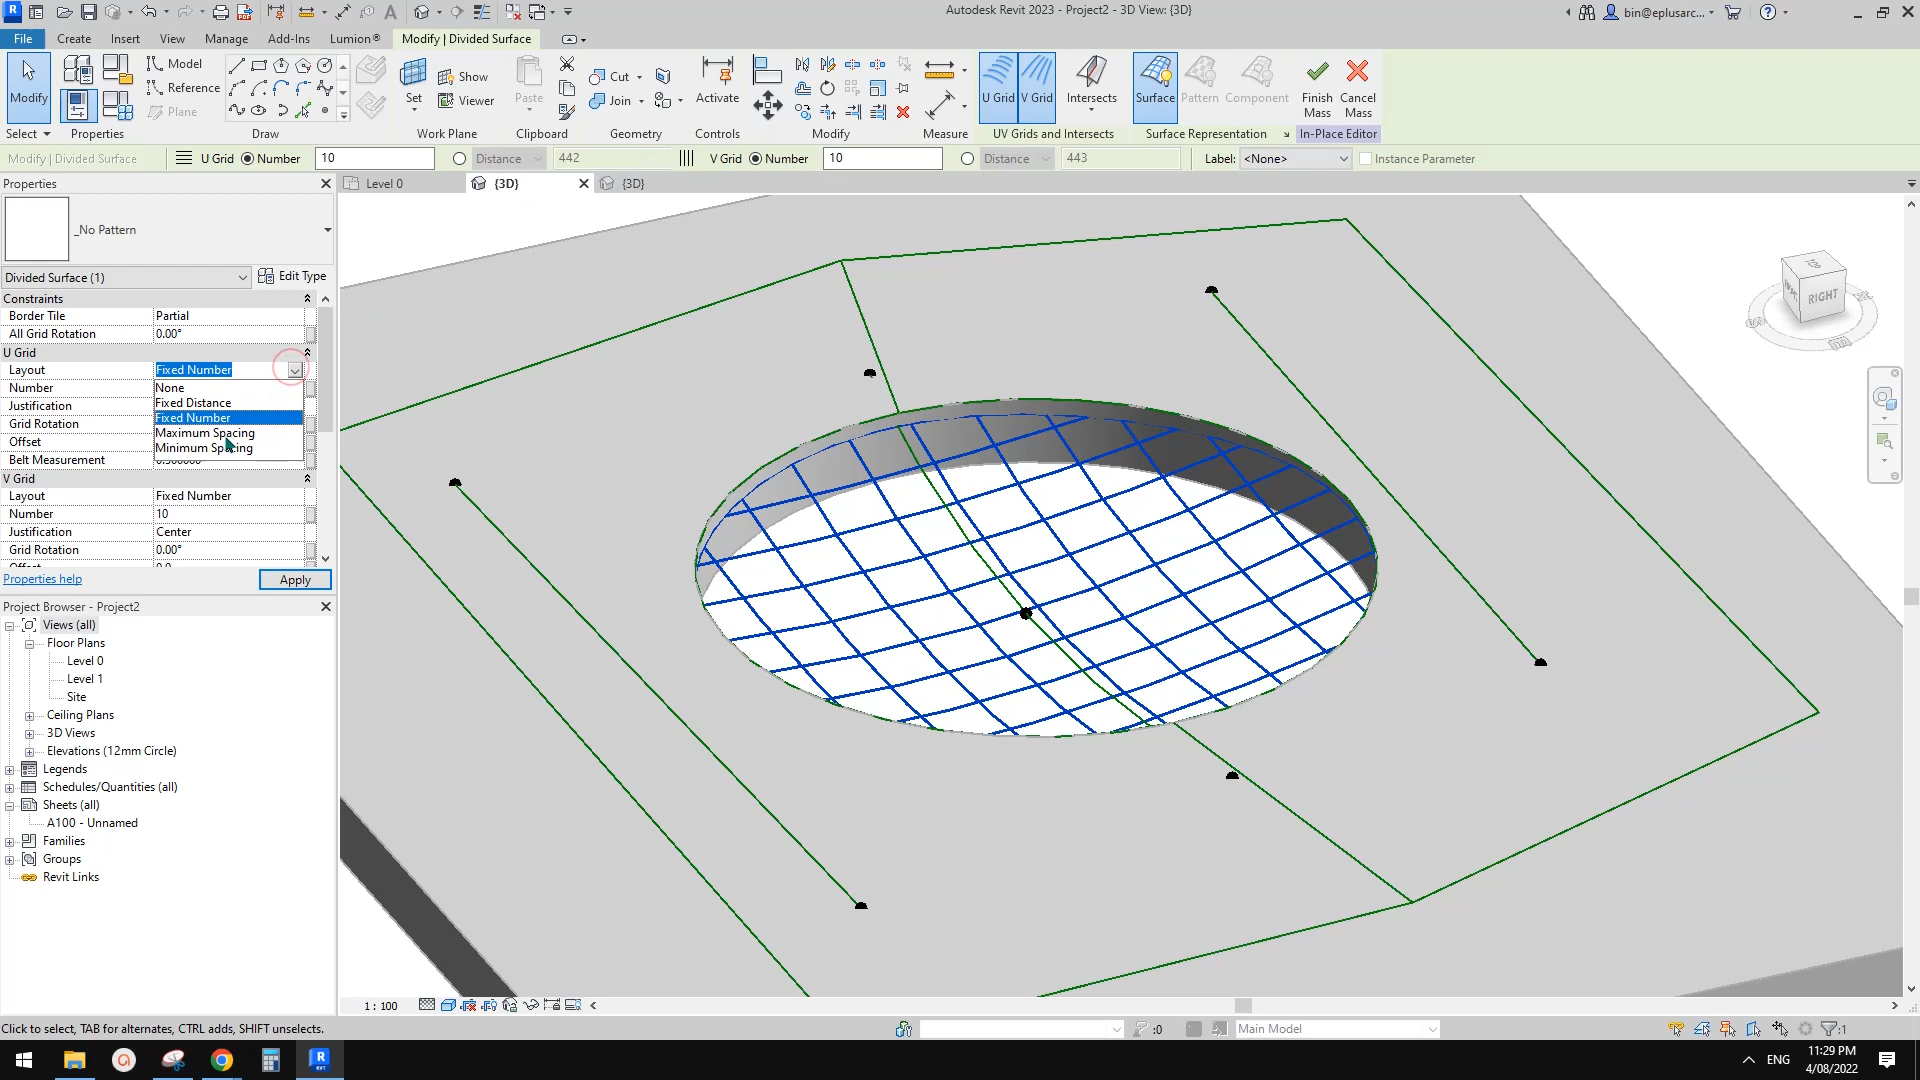 Autodesk Revit 2023 - Project2 - 3D View: {3D}
bin@eplusarc...
File Create Insert View Manage Add-Ins Lumion® Modify | Divided Surface
Modify
Model
Reference
Plane
Set
Show
Viewer
Paste
Cut
Join
Activate
U Grid V Grid Intersects
Surface Pattern Component
Finish Mass
Cancel Mass
Select Properties Draw Work Plane Clipboard Geometry Controls Modify Measure UV Grids and Intersects Surface Representation In-Place Editor
Modify | Divided Surface U Grid Number 10 Distance 442 V Grid Number 10 Distance 443 Label: <None> Instance Parameter
Properties
Level 0 {3D} {3D}
_No Pattern
Divided Surface (1) Edit Type
Constraints
Border Tile Partial
All Grid Rotation 0.00°
U Grid
Layout Fixed Number
Number None
Fixed Distance
Justification
Fixed Number
Grid Rotation
Maximum Spacing
Offset
Minimum Spacing
Belt Measurement
V Grid
Layout Fixed Number
Number 10
Justification Center
Grid Rotation 0.00°
Properties help Apply
Project Browser - Project2
Views (all)
Floor Plans
Level 0
Level 1
Site
Ceiling Plans
3D Views
Elevations (12mm Circle)
Legends
Schedules/Quantities (all)
Sheets (all)
A100 - Unnamed
Families
Groups
Revit Links
TOP
RIGHT
1 : 100
Click to select, TAB for alternates, CTRL adds, SHIFT unselects.
:0
Main Model
:1
ENG
11:29 PM
4/08/2022